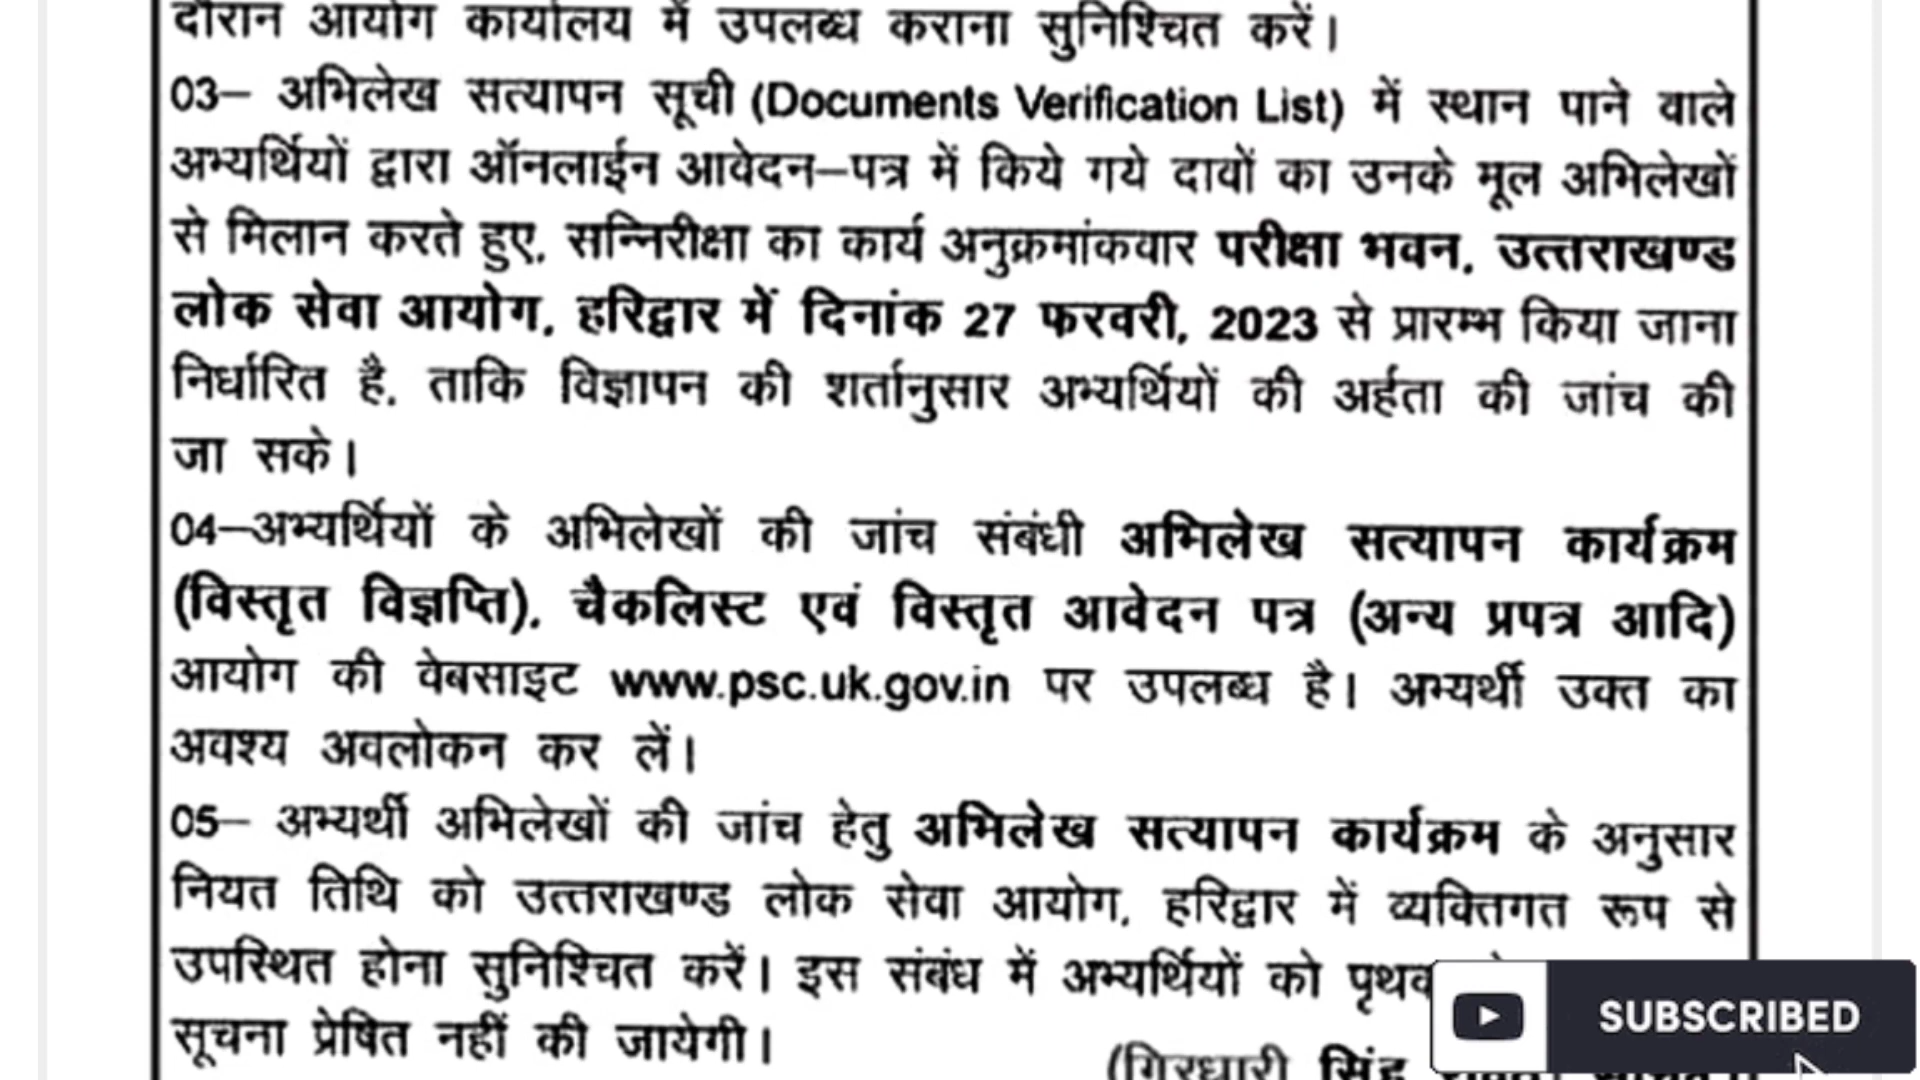 दौरान आयोग कार्यालय में उपलब्ध कराना सुनिश्चित करें।
03– अभिलेख सत्यापन सूची (Documents Verification List) में स्थान पाने वाले
अभ्यर्थियों द्वारा ऑनलाईन आवेदन–पत्र में किये गये दावों का उनके मूल अभिलेखों
से मिलान करते हुए, सन्निरीक्षा का कार्य अनुक्रमांकवार परीक्षा भवन, उत्तराखण्ड
लोक सेवा आयोग, हरिद्वार में दिनांक 27 फरवरी, 2023 से प्रारम्भ किया जाना
निर्धारित है, ताकि विज्ञापन की शर्तानुसार अभ्यर्थियों की अर्हता की जांच की
जा सके।
04–अभ्यर्थियों के अभिलेखों की जांच संबंधी अभिलेख सत्यापन कार्यक्रम
(विस्तृत विज्ञप्ति), चैकलिस्ट एवं विस्तृत आवेदन पत्र (अन्य प्रपत्र आदि)
आयोग की वेबसाइट www.psc.uk.gov.in पर उपलब्ध है। अभ्यर्थी उक्त का
अवश्य अवलोकन कर लें।
05– अभ्यर्थी अभिलेखों की जांच हेतु अभिलेख सत्यापन कार्यक्रम के अनुसार
नियत तिथि को उत्तराखण्ड लोक सेवा आयोग, हरिद्वार में व्यक्तिगत रूप से
उपस्थित होना सुनिश्चित करें। इस संबंध में अभ्यर्थियों को
सूचना प्रेषित नहीं की जायेगी।
(गिरधारी सिंह
SUBSCRIBED